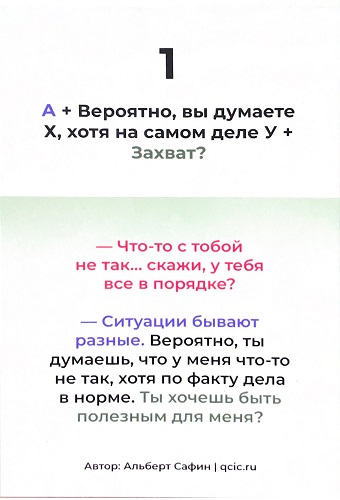 1
А + Вероятно, вы думаете
Х, хотя на самом деле У +
Захват?
— Что-то с тобой
не так... скажи, у тебя
все в порядке?
— Ситуации бывают
разные. Вероятно, ты
думаешь, что у меня что-то
не так, хотя по факту дела
в норме. Ты хочешь быть
полезным для меня?
Автор: Альберт Сафин | qcic.ru